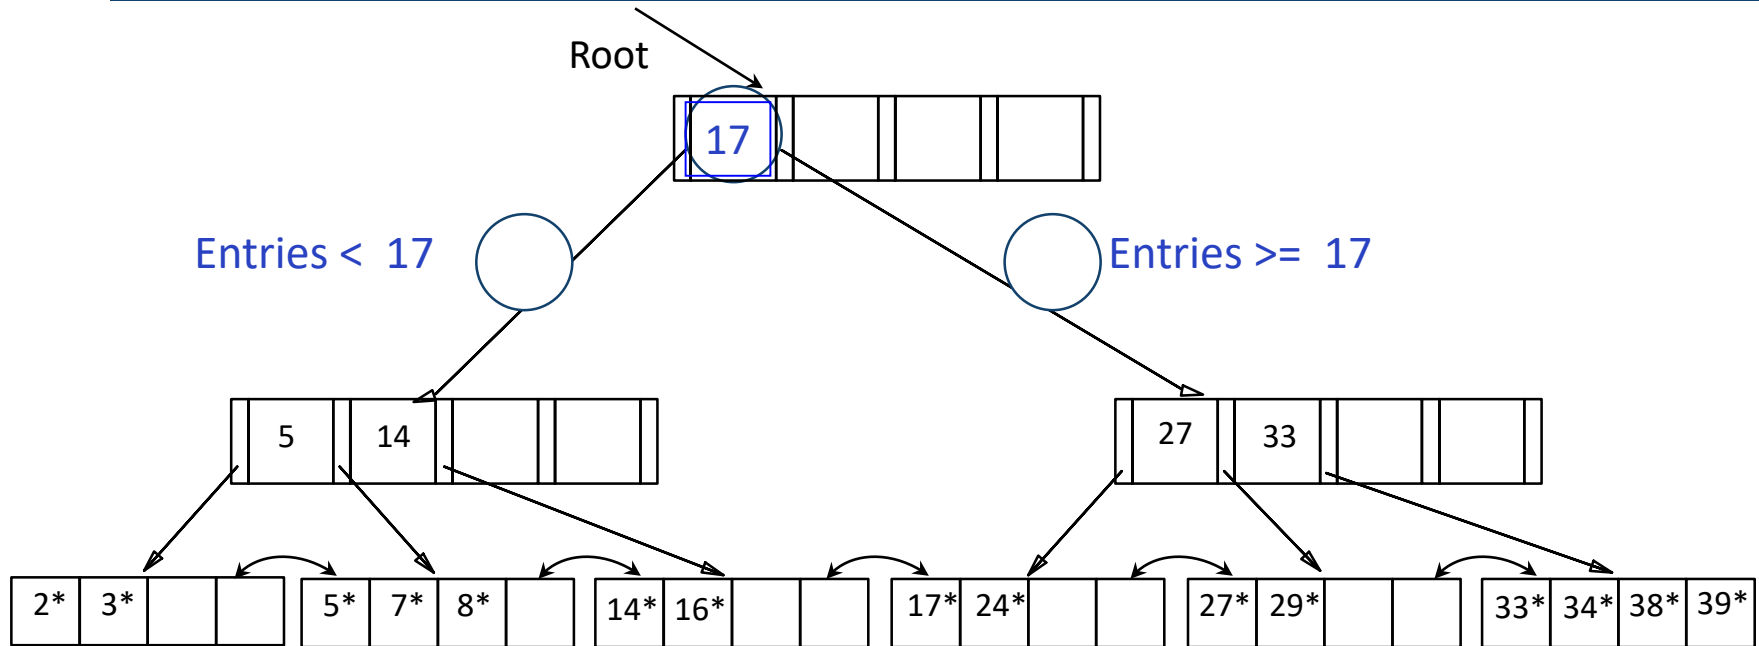 Root
17
Entries < 17
Entries >= 17
5 14
27 33
2* 3*
5* 7* 8*
14* 16*
17* 24*
27* 29*
33* 34* 38* 39*